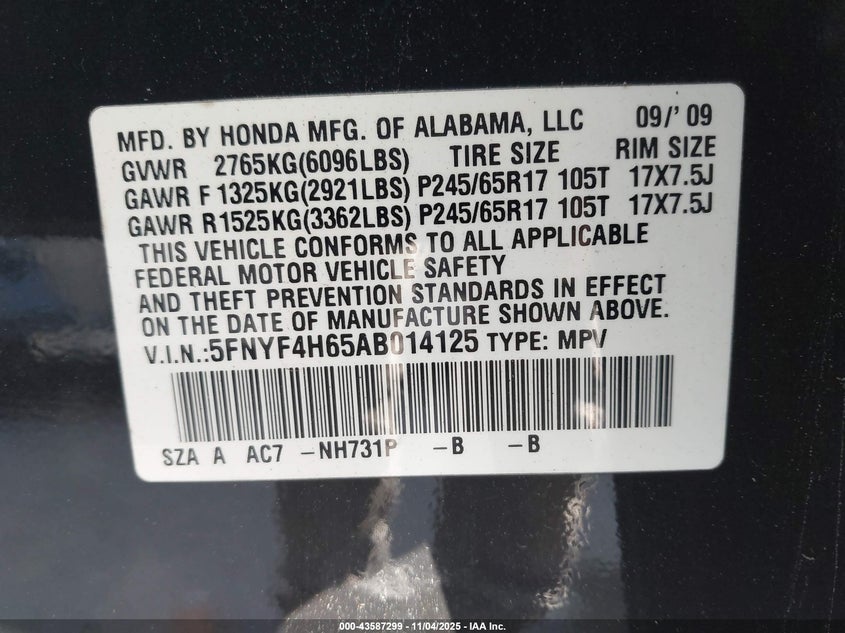 MFD. BY HONDA MFG. OF ALABAMA, LLC 09/'09
GVWR 2765KG(6096LBS) TIRE SIZE RIM SIZE
GAWR F 1325KG(2921LBS) P245/65R17 105T 17X7.5J
GAWR R1525KG(3362LBS) P245/65R17 105T 17X7.5J
THIS VEHICLE CONFORMS TO ALL APPLICABLE
FEDERAL MOTOR VEHICLE SAFETY
AND THEFT PREVENTION STANDARDS IN EFFECT
ON THE DATE OF MANUFACTURE SHOWN ABOVE.
V.I.N.:5FNYF4H65AB014125 TYPE: MPV
SZA A AC7 -NH731P -B -B
000-43587299 - 11/04/2025 - IAA Inc.